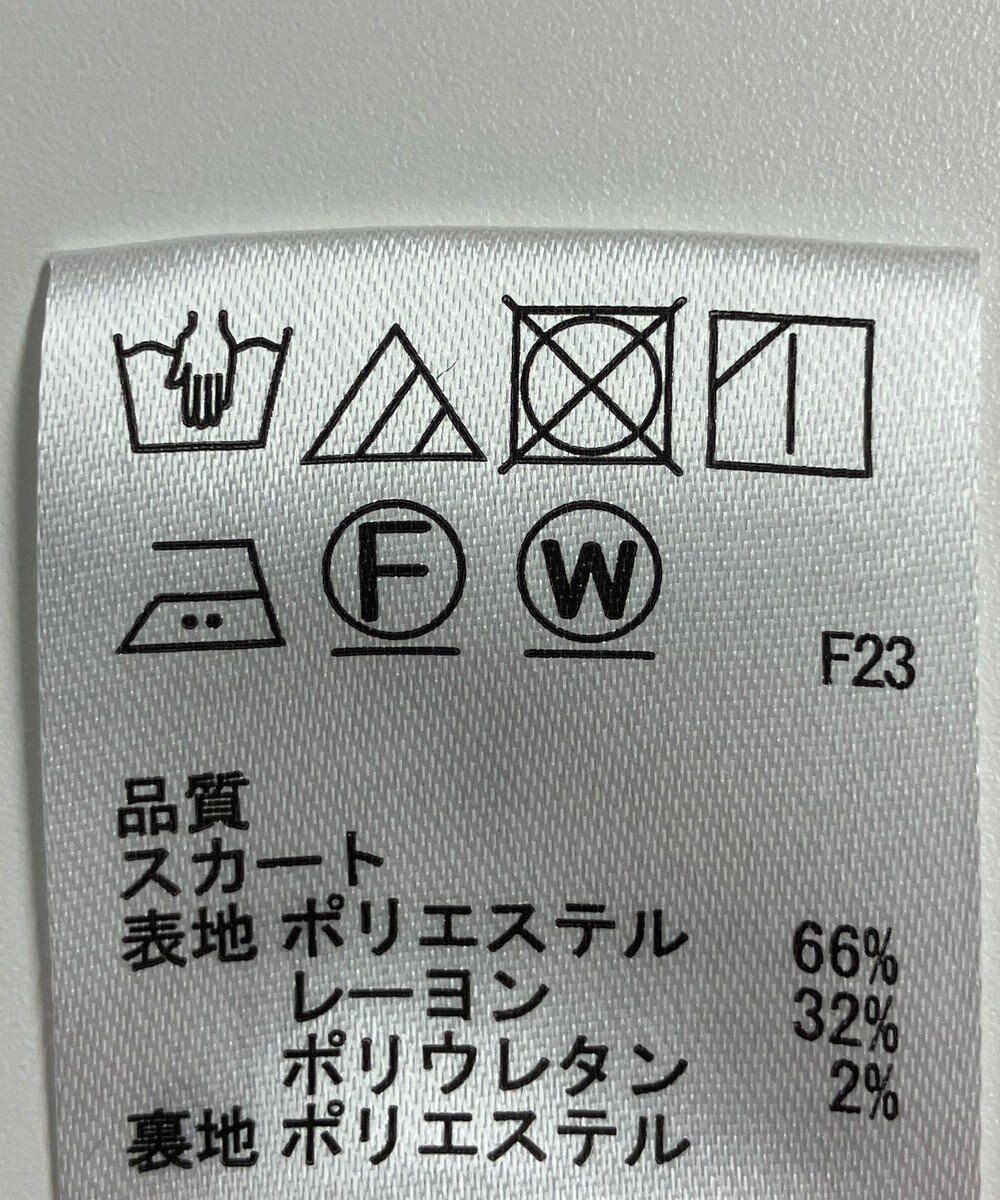 F W
F23
品質
スカート
表地 ポリエステル 66%
レーヨン 32%
ポリウレタン 2%
裏地 ポリエステル